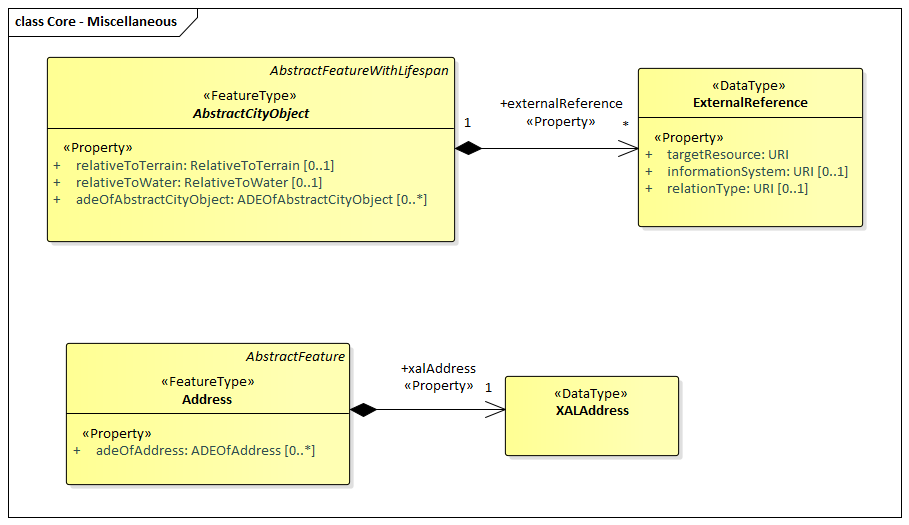 class Core - Miscellaneous
AbstractFeatureWithLifespan
«FeatureType»
AbstractCityObject
«Property»
+ relativeToTerrain: RelativeToTerrain [0..1]
+ relativeToWater: RelativeToWater [0..1]
+ adeOfAbstractCityObject: ADEOfAbstractCityObject [0..*]
1
+externalReference
«Property»
*
«DataType»
ExternalReference
«Property»
+ targetResource: URI
+ informationSystem: URI [0..1]
+ relationType: URI [0..1]
AbstractFeature
«FeatureType»
Address
«Property»
+ adeOfAddress: ADEOfAddress [0..*]
+xalAddress
«Property»
1
«DataType»
XALAddress